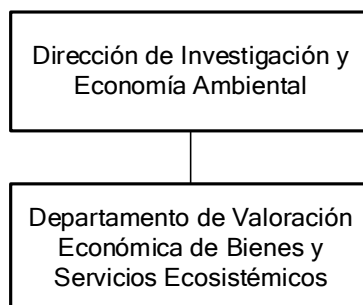 Dirección de Investigación y
Economía Ambiental
Departamento de Valoración
Económica de Bienes y
Servicios Ecosistémicos